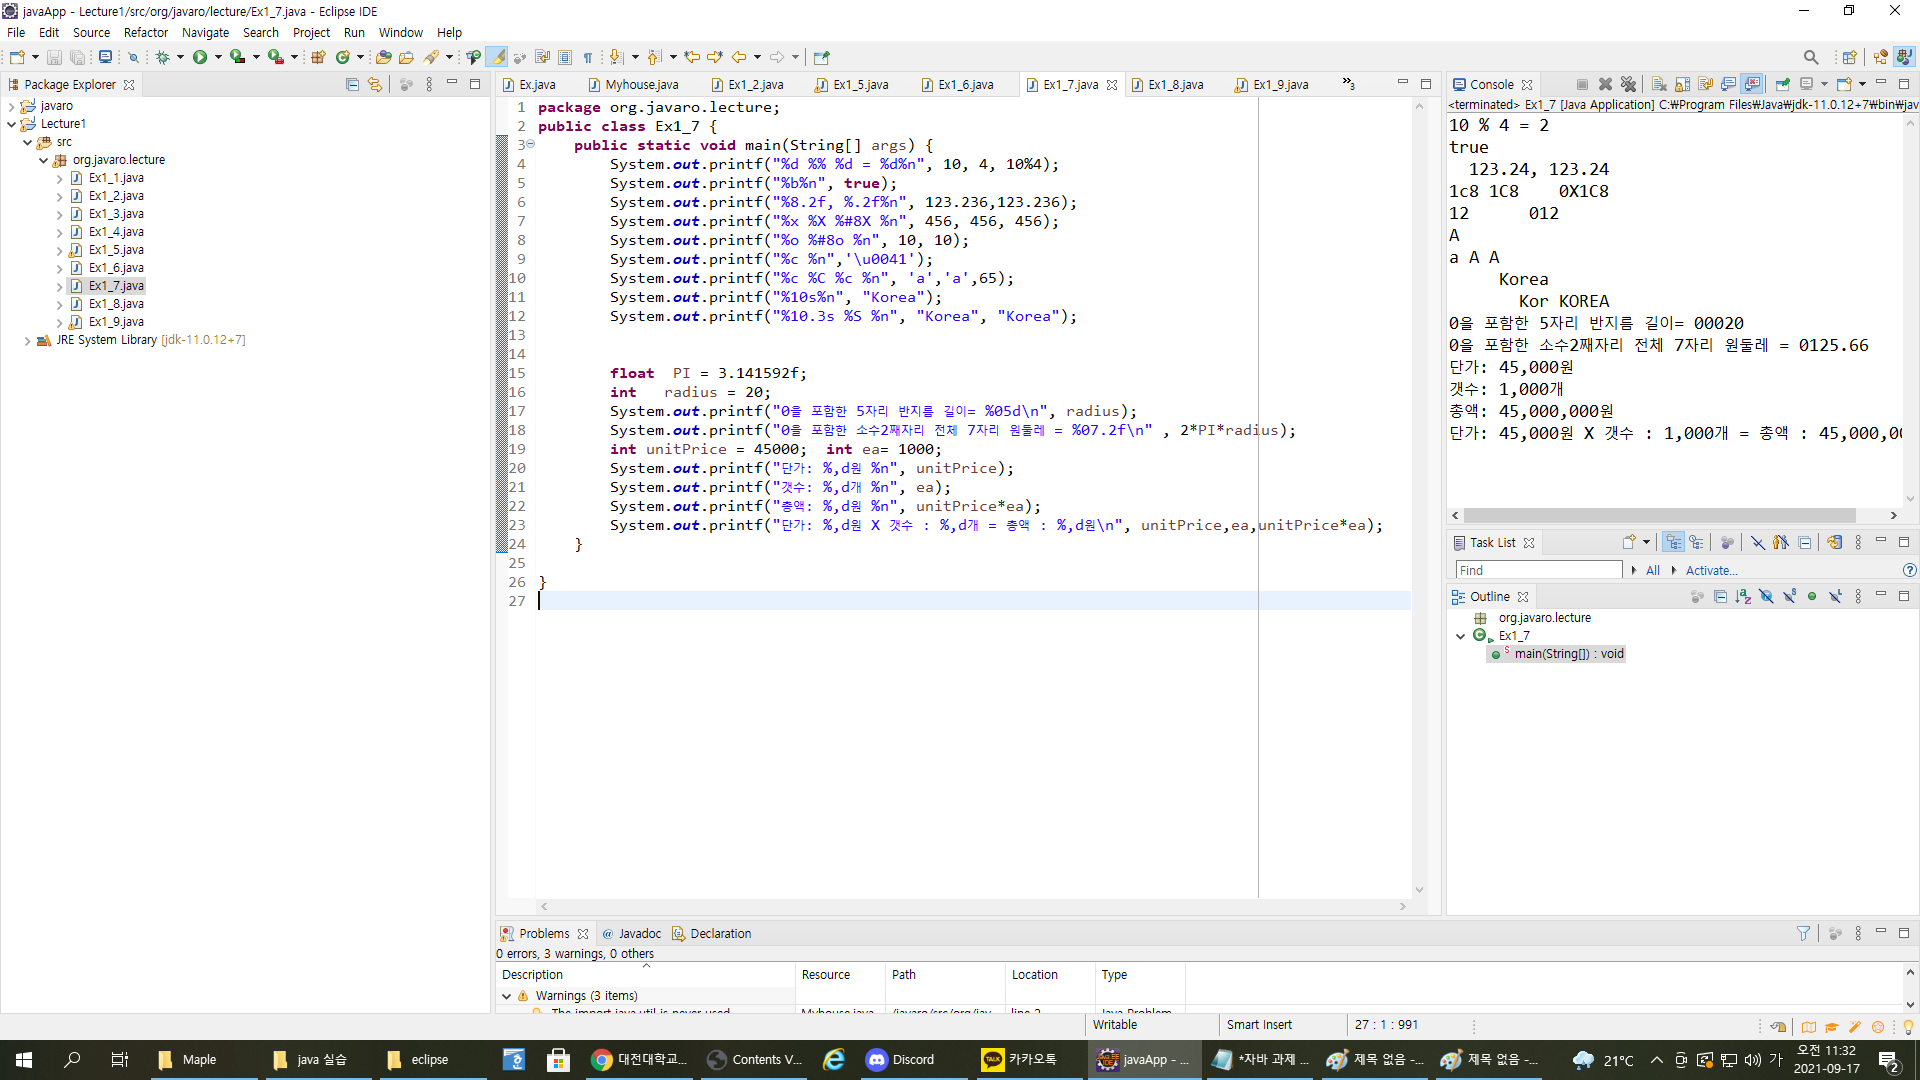 javaApp - Lecture1/src/org/javaro/lecture/Ex1_7.java - Eclipse IDE
File Edit Source Refactor Navigate Search Project Run Window Help
Package Explorer
javaro
Lecture1
src
org.javaro.lecture
Ex1_1.java
Ex1_2.java
Ex1_3.java
Ex1_4.java
Ex1_5.java
Ex1_6.java
Ex1_7.java
Ex1_8.java
Ex1_9.java
JRE System Library [jdk-11.0.12+7]
Ex.java Myhouse.java Ex1_2.java Ex1_5.java Ex1_6.java Ex1_7.java Ex1_8.java Ex1_9.java »3
1 package org.javaro.lecture;
2 public class Ex1_7 {
3 public static void main(String[] args) {
4 System.out.printf("%d %% %d = %d%n", 10, 4, 10%4);
5 System.out.printf("%b%n", true);
6 System.out.printf("%8.2f, %.2f%n", 123.236,123.236);
7 System.out.printf("%x %X %#8X %n", 456, 456, 456);
8 System.out.printf("%o %#8o %n", 10, 10);
9 System.out.printf("%c %n",'\u0041');
10 System.out.printf("%c %C %c %n", 'a','a',65);
11 System.out.printf("%10s%n", "Korea");
12 System.out.printf("%10.3s %S %n", "Korea", "Korea");
13
14
15 float PI = 3.141592f;
16 int radius = 20;
17 System.out.printf("0을 포함한 5자리 반지름 길이= %05d\n", radius);
18 System.out.printf("0을 포함한 소수2째자리 전체 7자리 원둘레 = %07.2f\n" , 2*PI*radius);
19 int unitPrice = 45000; int ea= 1000;
20 System.out.printf("단가: %,d원 %n", unitPrice);
21 System.out.printf("갯수: %,d개 %n", ea);
22 System.out.printf("총액: %,d원 %n", unitPrice*ea);
23 System.out.printf("단가: %,d원 X 갯수 : %,d개 = 총액 : %,d원\n", unitPrice,ea,unitPrice*ea);
24 }
25
26 }
27
Console
<terminated> Ex1_7 [Java Application] C:₩Program Files₩Java₩jdk-11.0.12+7₩bin₩jav
10 % 4 = 2
true
123.24, 123.24
1c8 1C8 0X1C8
12 012
A
a A A
Korea
Kor KOREA
0을 포함한 5자리 반지름 길이= 00020
0을 포함한 소수2째자리 전체 7자리 원둘레 = 0125.66
단가: 45,000원
갯수: 1,000개
총액: 45,000,000원
단가: 45,000원 X 갯수 : 1,000개 = 총액 : 45,000,00
Task List
Find All Activate...
Outline
org.javaro.lecture
Ex1_7
main(String[]) : void
Problems Javadoc Declaration
0 errors, 3 warnings, 0 others
Description Resource Path Location Type
Warnings (3 items)
The import java.util is never used Myhouse.java /javaro/src/org/jav... line 2 Java Problem
Writable Smart Insert 27 : 1 : 991
Maple java 실습 eclipse 대전대학교... Contents V... Discord 카카오톡 javaApp - ... *자바 과제 ... 제목 없음 -... 제목 없음 -... 21°C 가 오전 11:32
2021-09-17 2